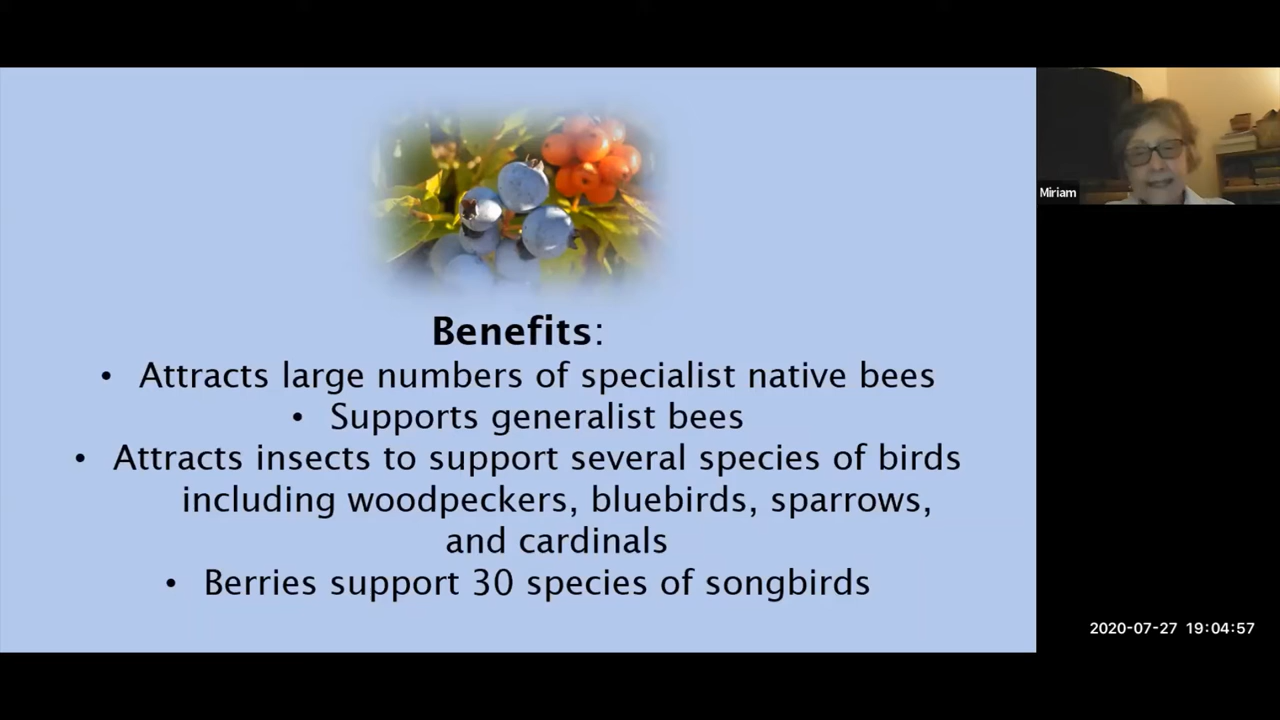 Miriam
Benefits:
• Attracts large numbers of specialist native bees
• Supports generalist bees
• Attracts insects to support several species of birds
including woodpeckers, bluebirds, sparrows,
and cardinals
• Berries support 30 species of songbirds
2020-07-27 19:04:57